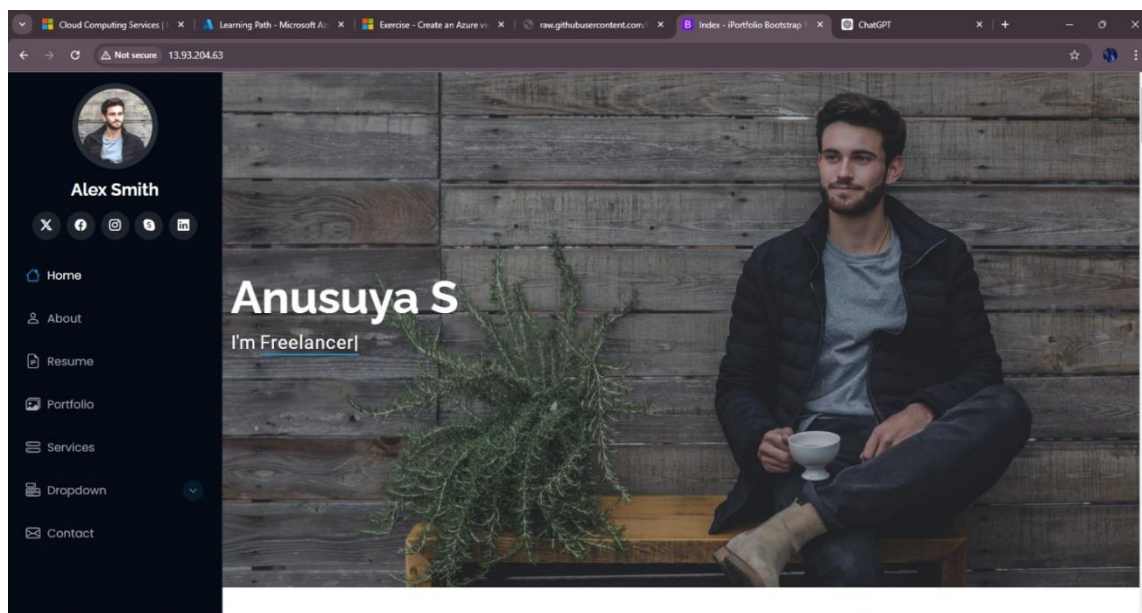 Cloud Computing Services |
Learning Path - Microsoft Az
Exercise - Create an Azure vi
raw.githubusercontent.com/
Index - iPortfolio Bootstrap T
ChatGPT
Not secure 13.93.204.63
Alex Smith
Home
About
Resume
Portfolio
Services
Dropdown
Contact
Anusuya S
I'm Freelancer|